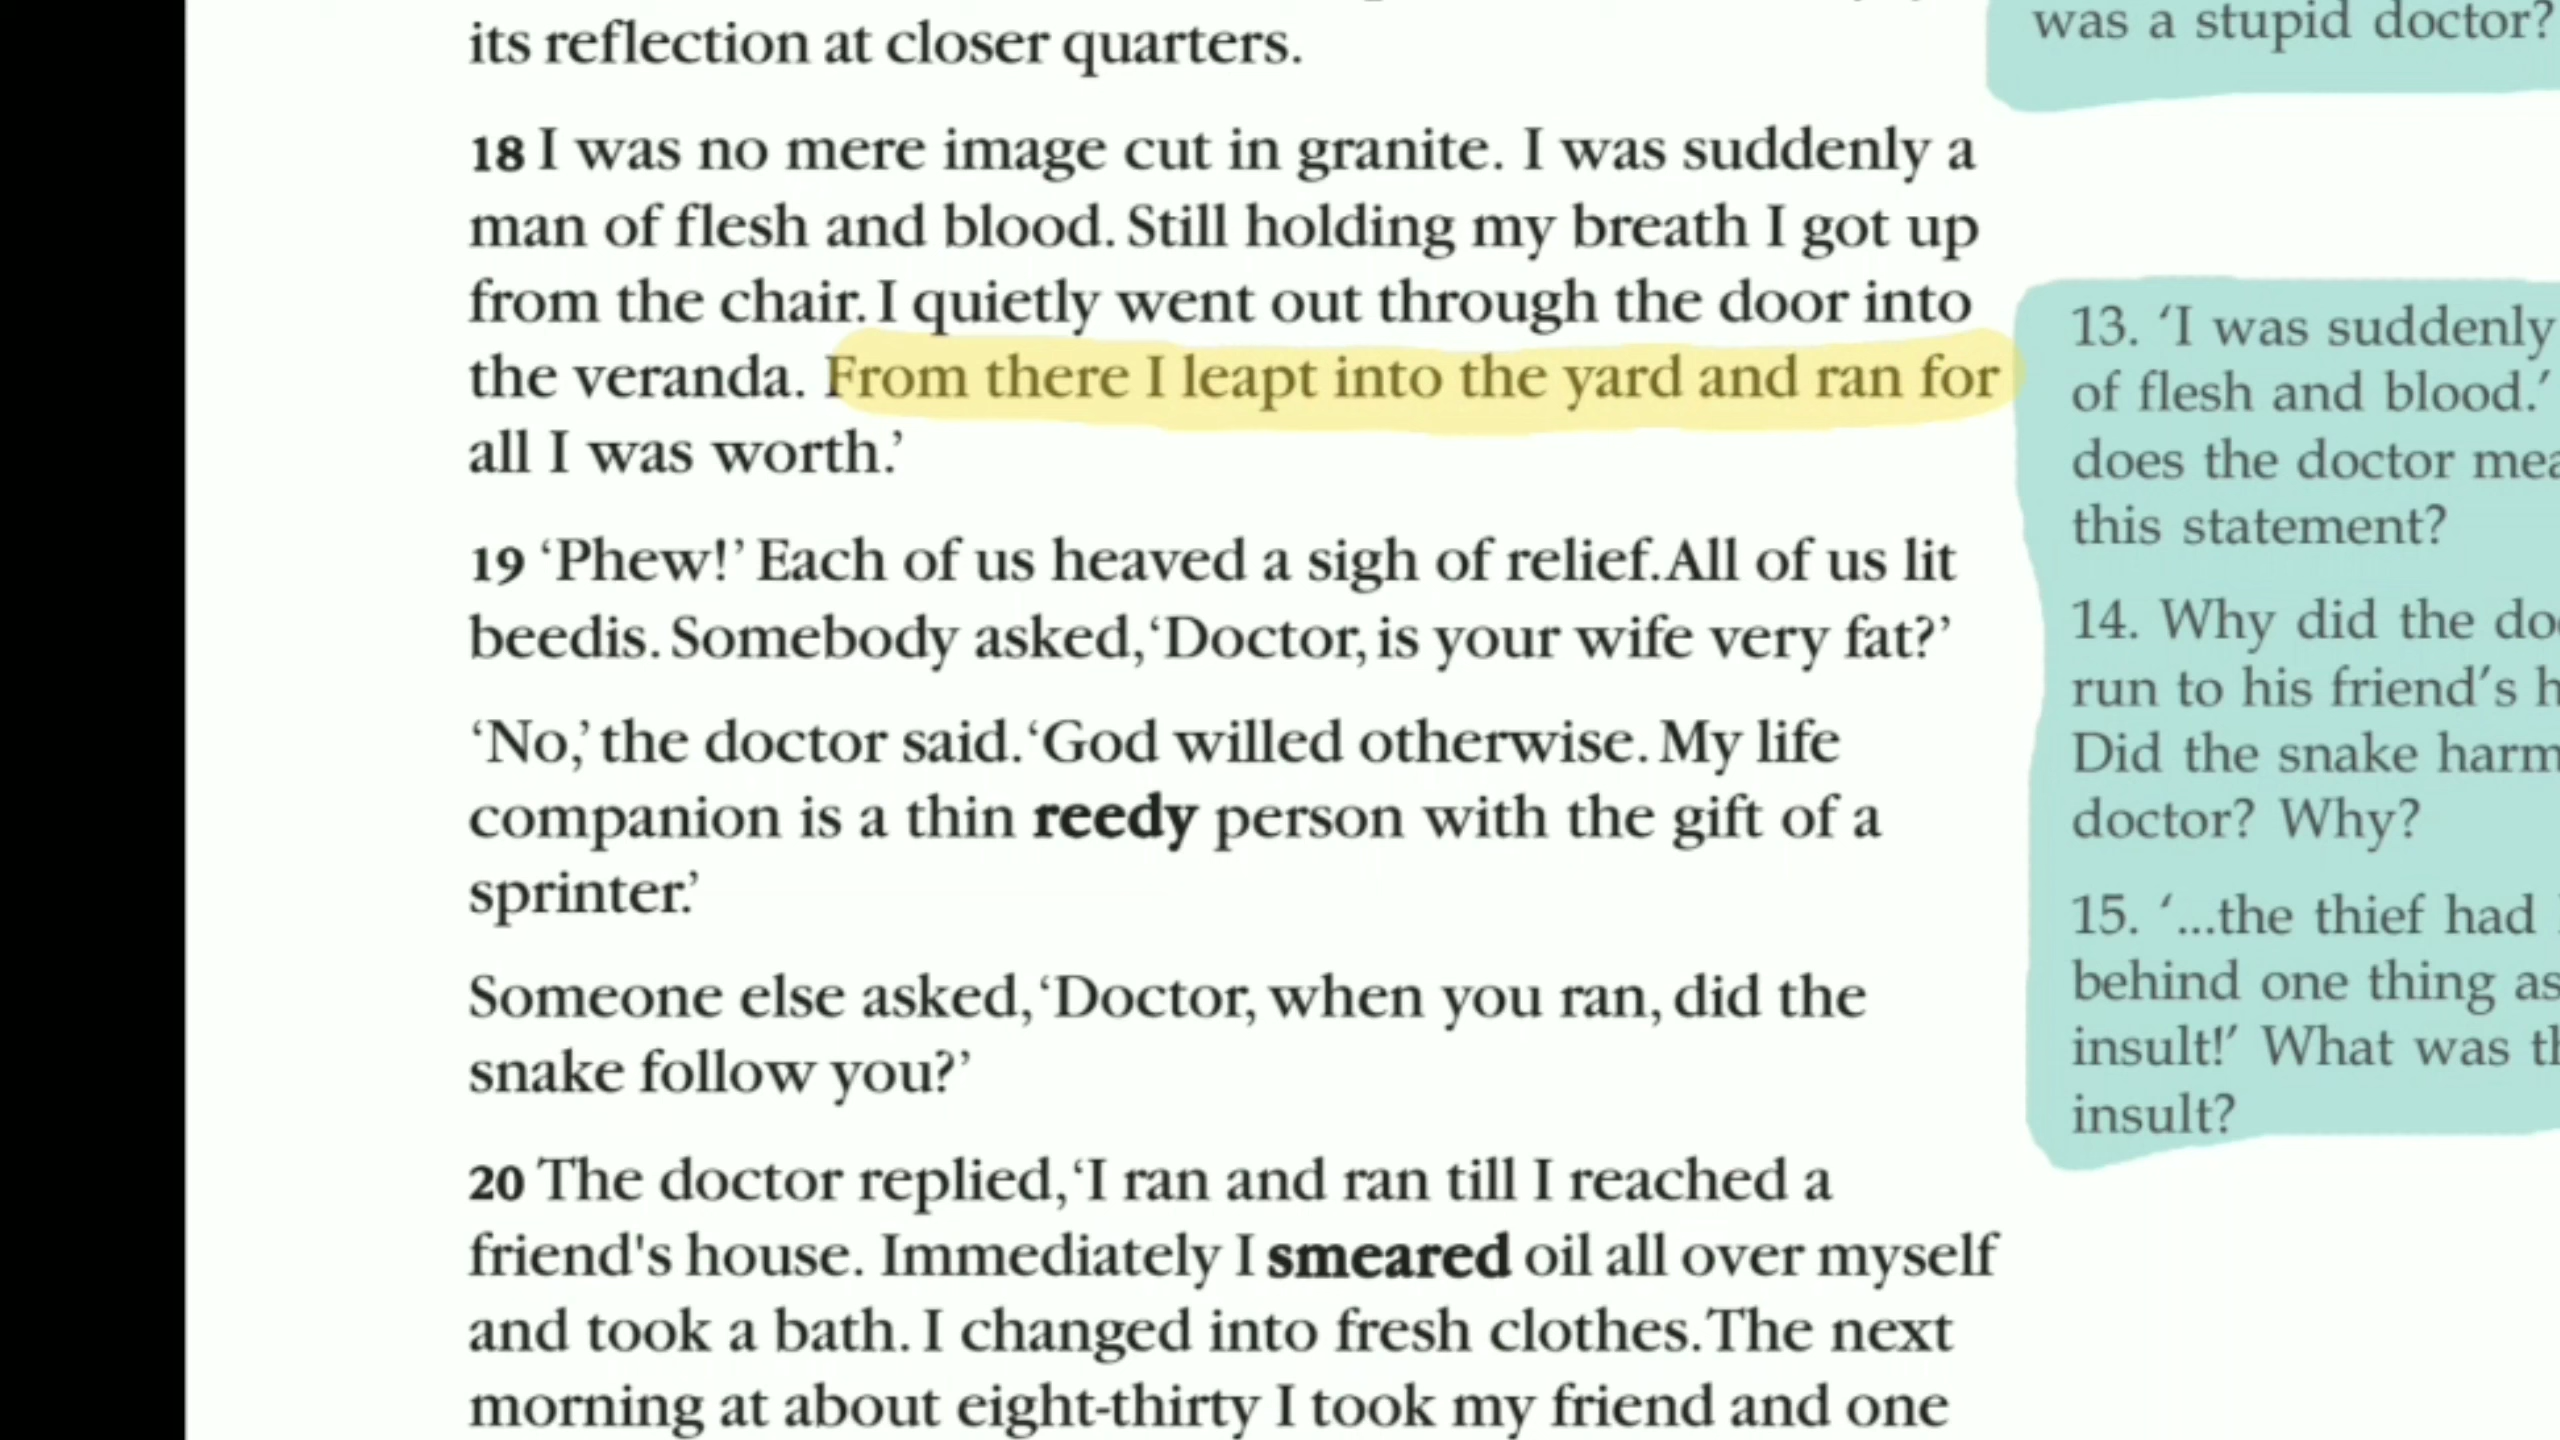 its reflection at closer quarters.
18 I was no mere image cut in granite. I was suddenly a
man of flesh and blood. Still holding my breath I got up
from the chair. I quietly went out through the door into
the veranda. From there I leapt into the yard and ran for
all I was worth.’
19 ‘Phew!’ Each of us heaved a sigh of relief. All of us lit
beedis. Somebody asked, ‘Doctor, is your wife very fat?’
‘No,’ the doctor said. ‘God willed otherwise. My life
companion is a thin reedy person with the gift of a
sprinter.’
Someone else asked, ‘Doctor, when you ran, did the
snake follow you?’
20 The doctor replied, ‘I ran and ran till I reached a
friend's house. Immediately I smeared oil all over myself
and took a bath. I changed into fresh clothes. The next
morning at about eight-thirty I took my friend and one
was a stupid doctor?
13. ‘I was suddenly
of flesh and blood.’
does the doctor
this statement?
14. Why did the
run to his friend’s
Did the snake harm
doctor? Why?
15. ‘...the thief had
behind one thing
insult!’ What was
insult?